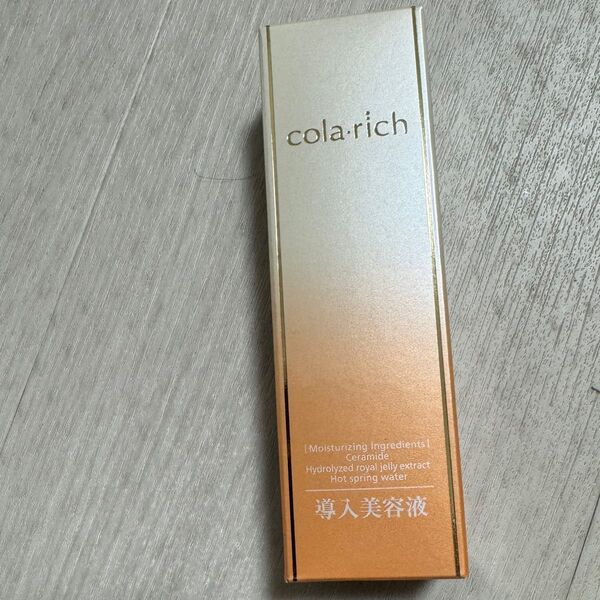 cola·rich
[Moisturizing Ingredients]
Ceramide
Hydrolyzed royal jelly extract
Hot spring water
導入美容液